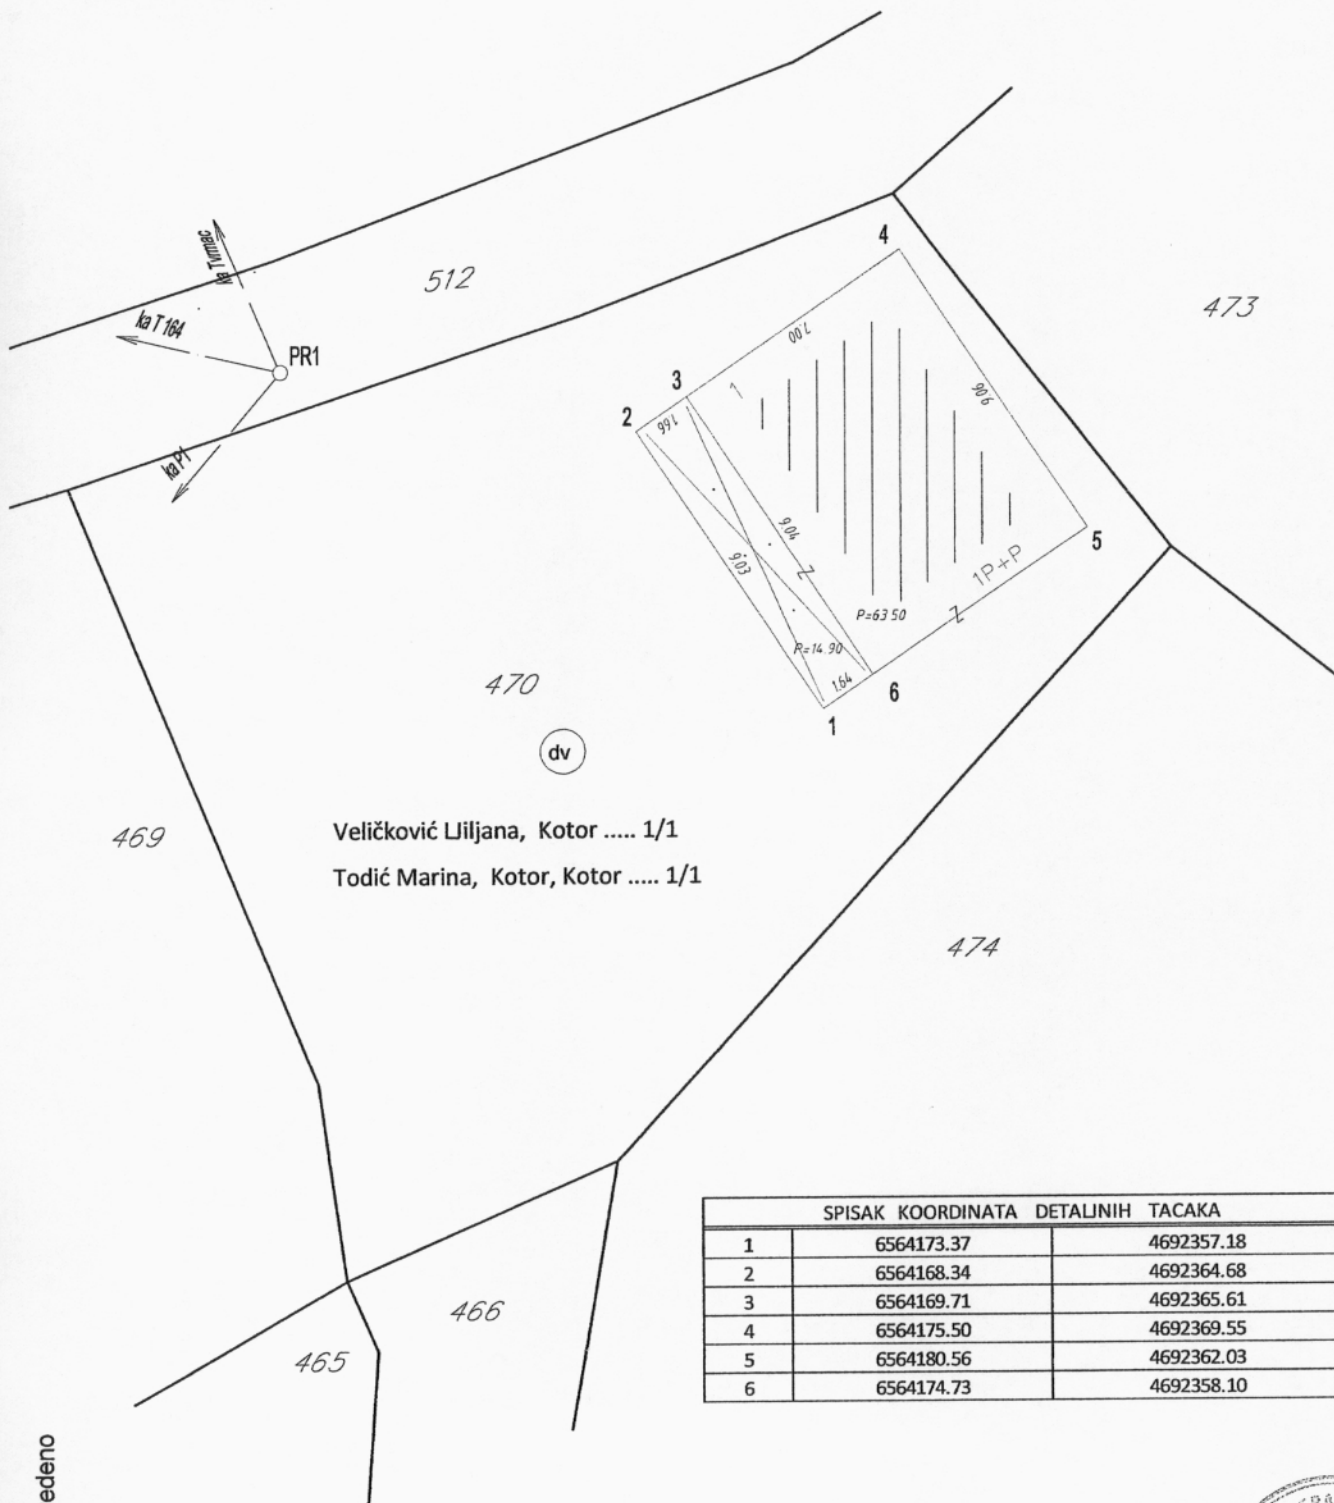 ka Tvrmac
512
473
ka T 164
PR1
ka P1
4
3
2
7.00
1
1.66
9.06
9.04
9.03
5
1P+P
P=63.50
P=14.90
1.64
6
1
470
dv
469
Veličković Ljiljana, Kotor ..... 1/1
Todić Marina, Kotor, Kotor ..... 1/1
474
SPISAK KOORDINATA DETALJNIH TACAKA
1 6564173.37 4692357.18
2 6564168.34 4692364.68
3 6564169.71 4692365.61
4 6564175.50 4692369.55
5 6564180.56 4692362.03
6 6564174.73 4692358.10
466
465
edeno